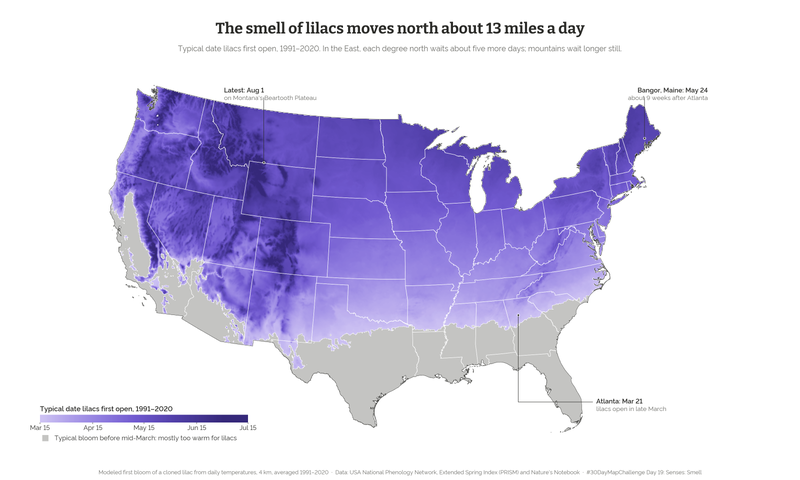 The smell of lilacs moves north about 13 miles a day
Typical date lilacs first open, 1991–2020. In the East, each degree north waits about five more days; mountains wait longer still.
Latest: Aug 1
on Montana's Beartooth Plateau
Bangor, Maine: May 24
about 9 weeks after Atlanta
Atlanta: Mar 21
lilacs open in late March
Typical date lilacs first open, 1991–2020
Mar 15 Apr 15 May 15 Jun 15 Jul 15
Typical bloom before mid-March: mostly too warm for lilacs
Modeled first bloom of a cloned lilac from daily temperatures, 4 km, averaged 1991–2020 · Data: USA National Phenology Network, Extended Spring Index (PRISM) and Nature's Notebook · #30DayMapChallenge Day 19: Senses: Smell